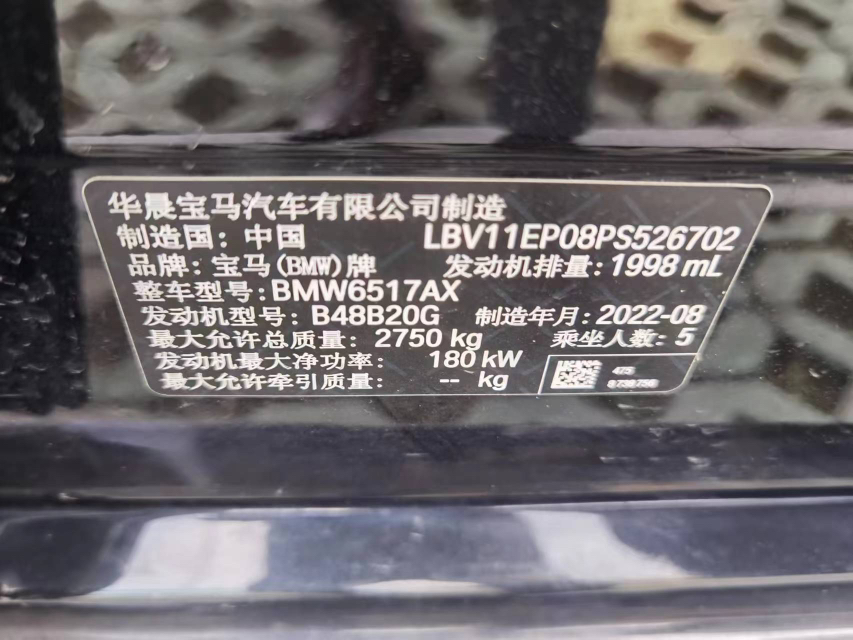 华晨宝马汽车有限公司制造
制造国: 中国 LBV11EP08PS526702
品牌: 宝马(BMW)牌 发动机排量: 1998 mL
整车型号: BMW6517AX
发动机型号: B48B20G 制造年月: 2022-08
最大允许总质量: 2750 kg 乘坐人数: 5
发动机最大净功率: 180 kW
最大允许牵引质量: -- kg
475